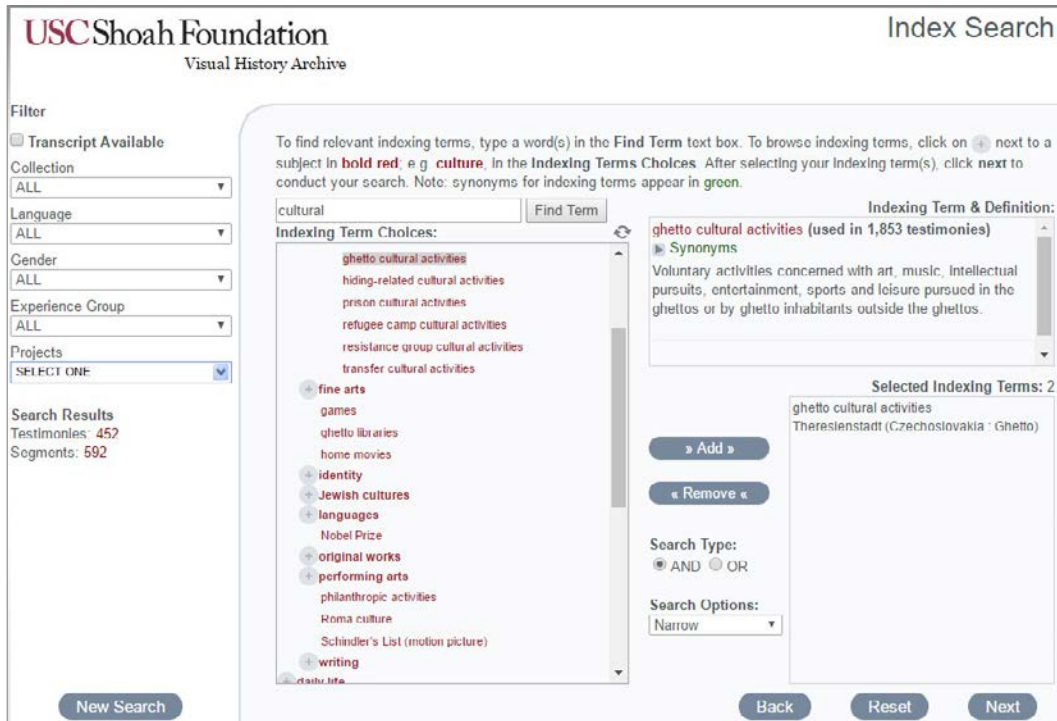 USC Shoah Foundation
Visual History Archive
Index Search
Filter
Transcript Available
Collection
ALL
Language
ALL
Gender
ALL
Experience Group
ALL
Projects
SELECT ONE
Search Results
Testimonies: 452
Segments: 592
New Search
To find relevant indexing terms, type a word(s) in the Find Term text box. To browse indexing terms, click on + next to a
subject in bold red; e.g. culture, in the Indexing Terms Choices. After selecting your indexing term(s), click next to
conduct your search. Note: synonyms for indexing terms appear in green.
cultural
Find Term
Indexing Term Choices:
ghetto cultural activities
hiding-related cultural activities
prison cultural activities
refugee camp cultural activities
resistance group cultural activities
transfer cultural activities
+ fine arts
games
ghetto libraries
home movies
+ identity
+ Jewish cultures
+ languages
Nobel Prize
+ original works
+ performing arts
philanthropic activities
Roma culture
Schindler's List (motion picture)
+ writing
+ daily life
Indexing Term & Definition:
ghetto cultural activities (used in 1,853 testimonies)
Synonyms
Voluntary activities concerned with art, music, intellectual
pursuits, entertainment, sports and leisure pursued in the
ghettos or by ghetto inhabitants outside the ghettos.
Selected Indexing Terms: 2
ghetto cultural activities
Theresienstadt (Czechoslovakia : Ghetto)
» Add »
« Remove «
Search Type:
AND OR
Search Options:
Narrow
Back
Reset
Next